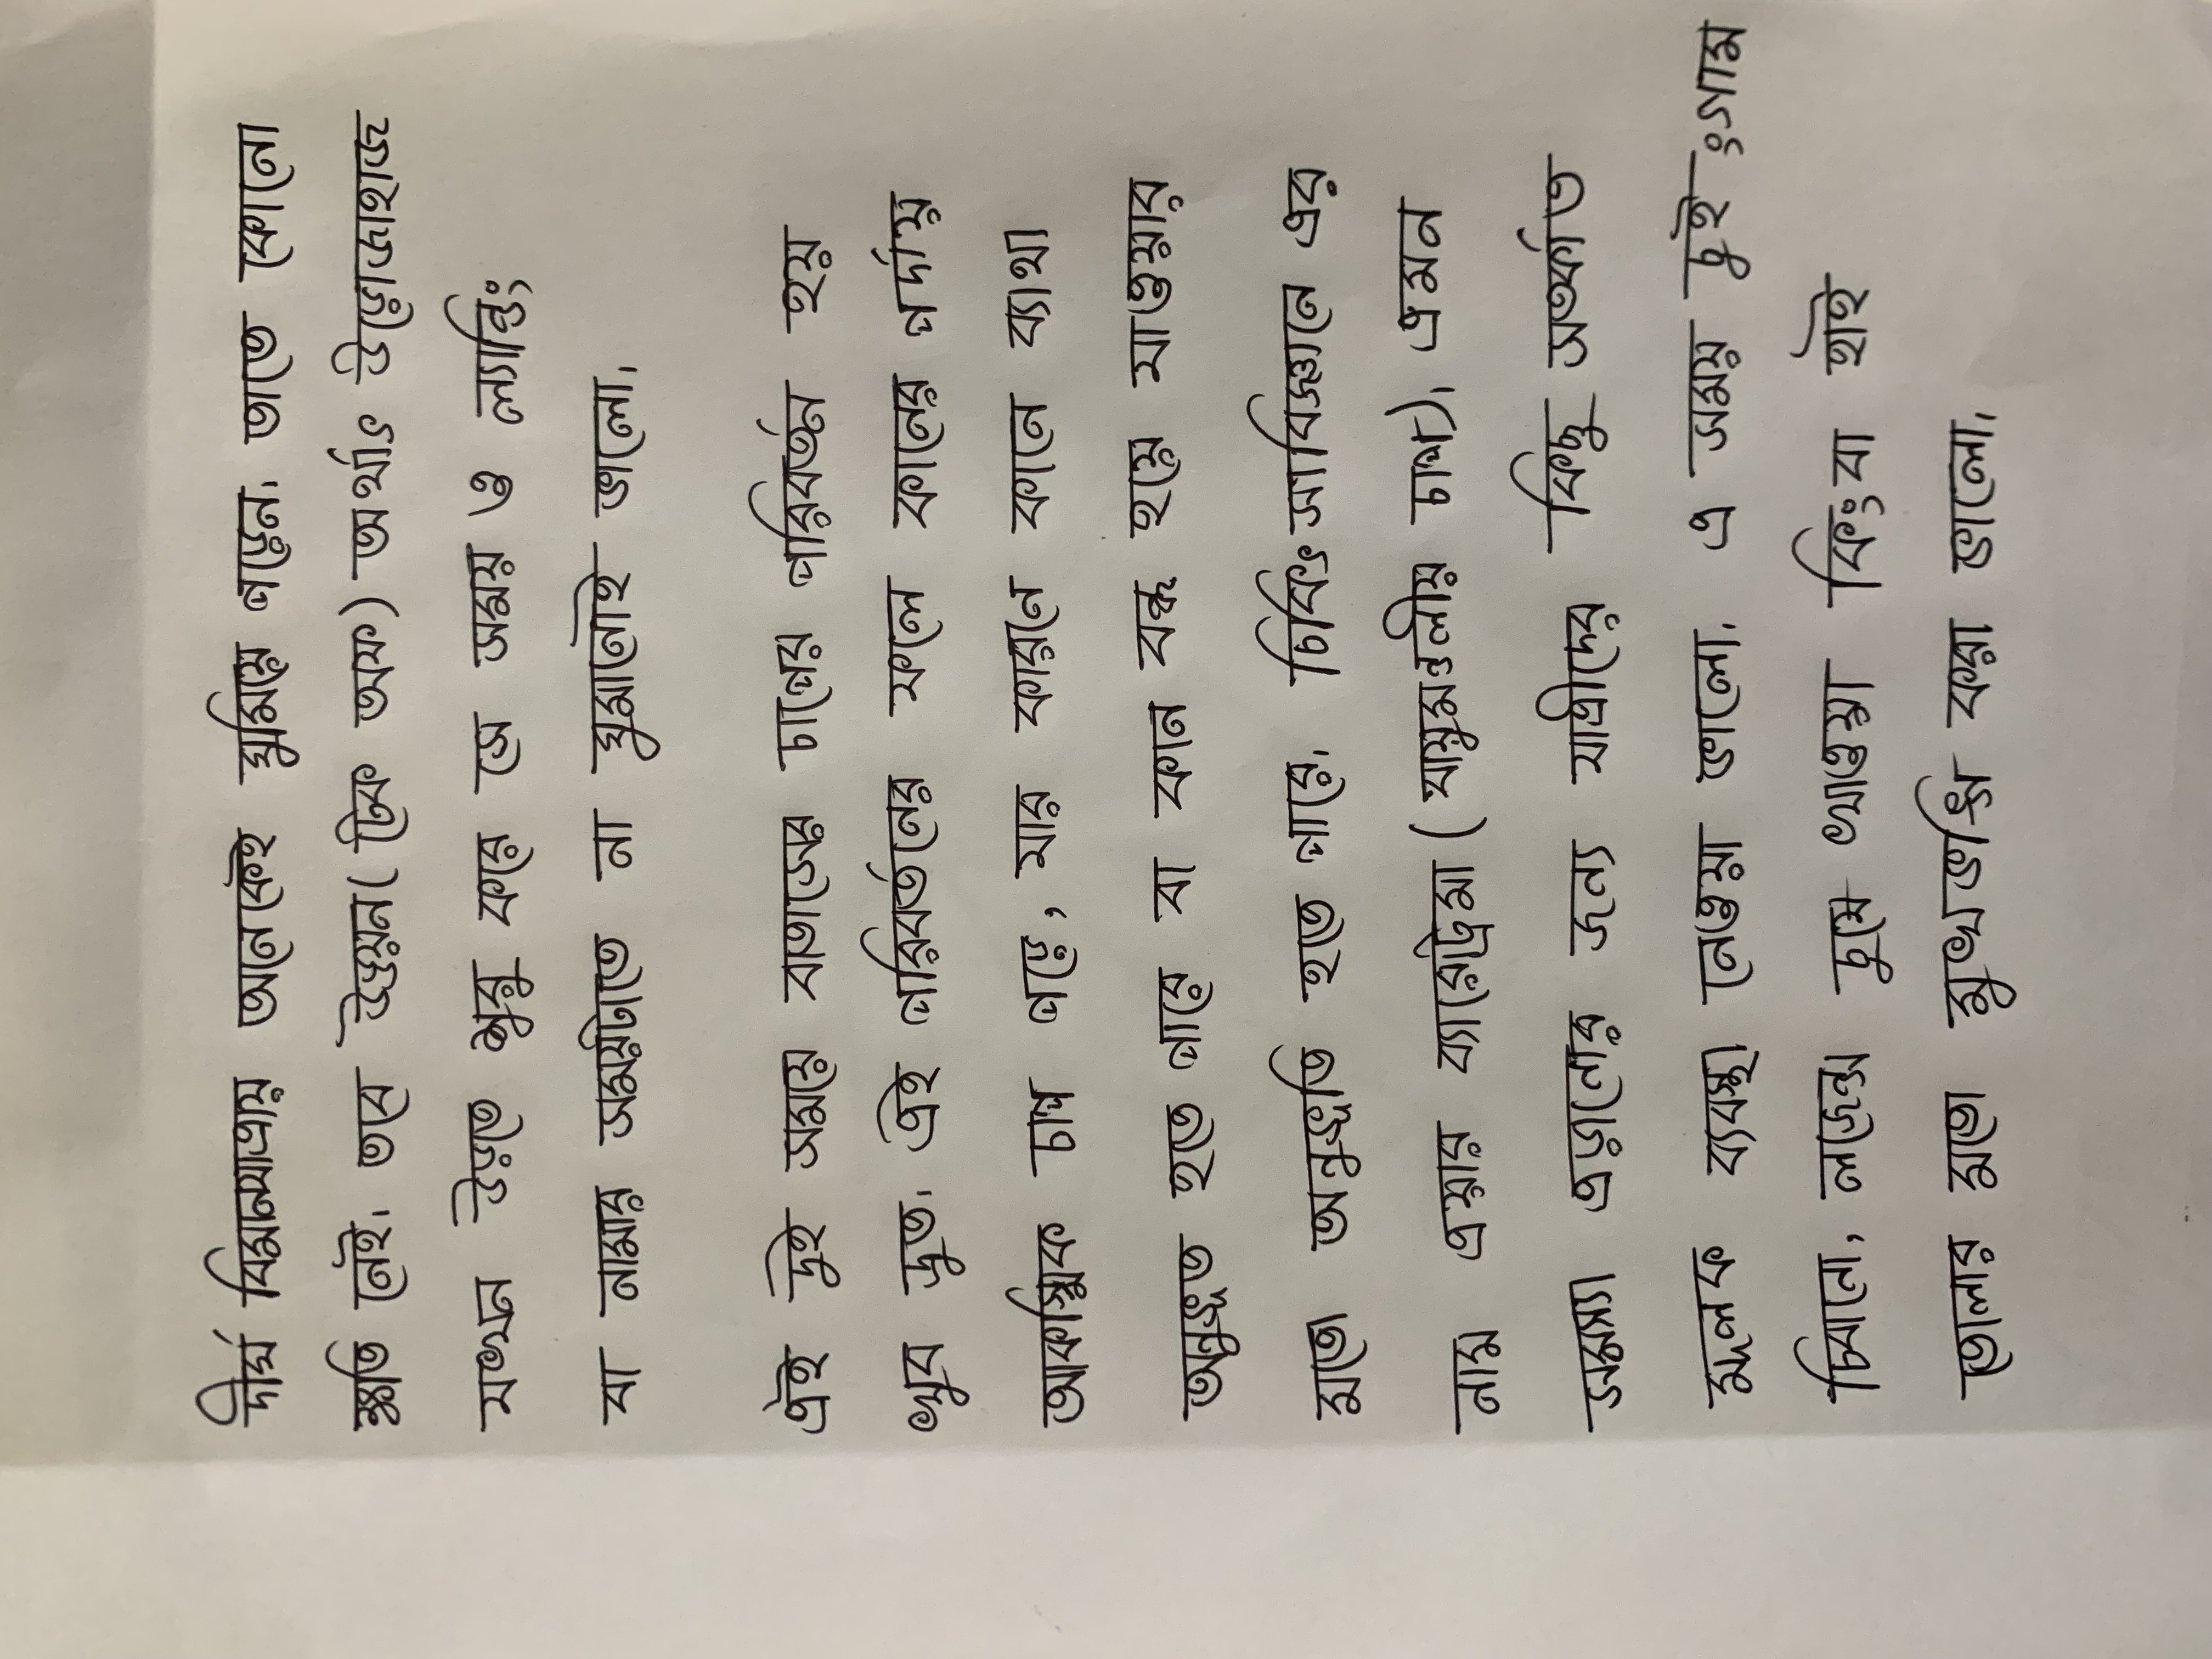 দীর্ঘ বিমানযাত্রায় অনেকেই ঘুমিয়ে পড়েন। তাতে কোনো
ক্ষতি নেই। তবে উড্ডয়ন (টেক অফ) অর্থাৎ উড়োজাহাজ
যখন উড়তে শুরু করে সে সময় ও ল্যান্ডিং
বা নামার সময়টাতে না ঘুমানোই ভালো।
এই দুই সময়ে বাতাসের চাপের পরিবর্তন হয়
খুব দ্রুত। এই পরিবর্তনের ফলে কানের পর্দায়
আকস্মিক চাপ পড়ে, যার কারনে কানে ব্যাথা
অনুভূত হতে পারে বা কান বন্ধ হয়ে যাওয়ার
মতো অনুভূতি হতে পারে। চিকিৎসাবিজ্ঞানে এর
নাম এয়ার ব্যারোট্রমা (বায়ুমণ্ডলীয় চাপ)। এমন
সমস্যা এড়ানোর জন্য যাত্রীদের কিছু সতর্কাত
মূলক ব্যবস্থা নেওয়া ভালো। এ সময় চুইংগাম
চিবানো, লজেন্স চুষে খাওয়া কিংবা হাই
তোলার মতো মুখভঙ্গি করা ভালো।